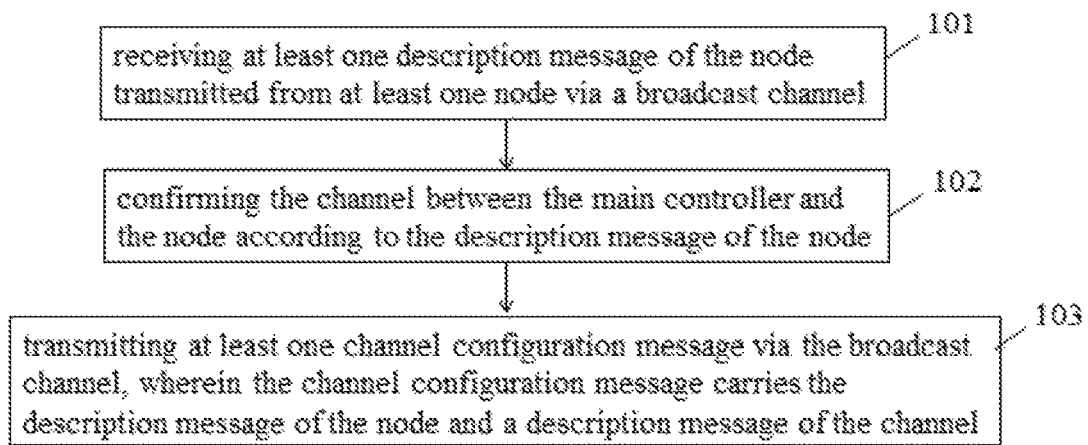 101
receiving at least one description message of the node
transmitted from at least one node via a broadcast channel
102
confirming the channel between the main controller and
the node according to the description message of the node
103
transmitting at least one channel configuration message via the broadcast
channel, wherein the channel configuration message carries the
description message of the node and a description message of the channel